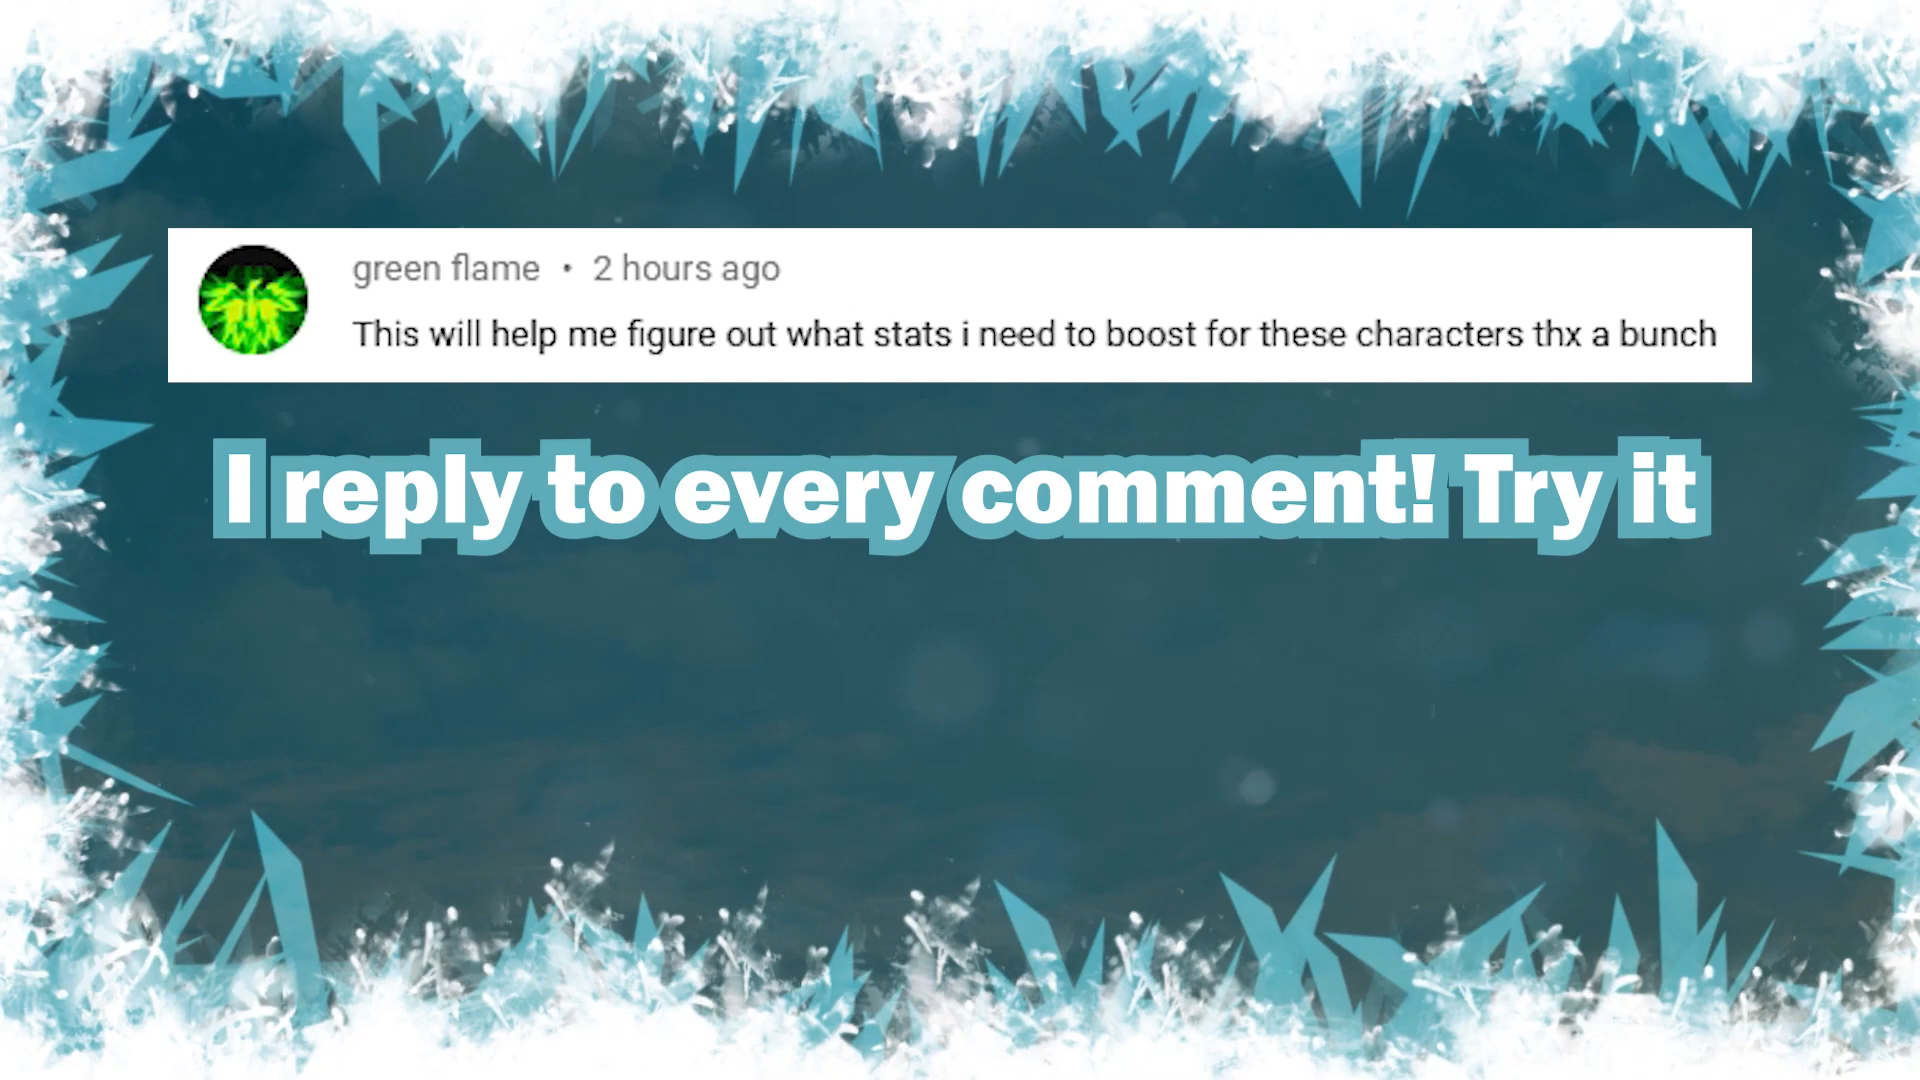 green flame • 2 hours ago
This will help me figure out what stats i need to boost for these characters thx a bunch
I reply to every comment! Try it